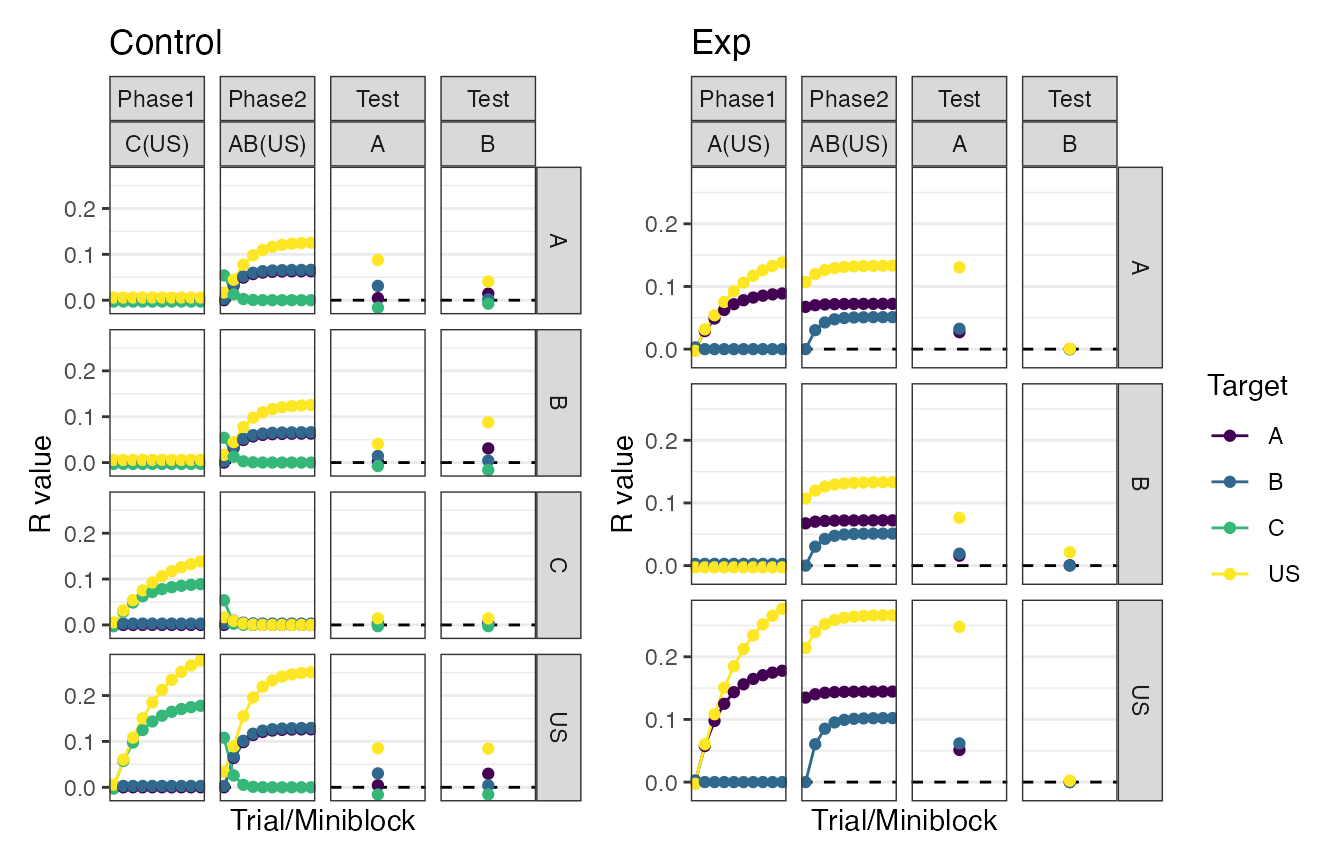 Control
Phase1 Phase2 Test Test
C(US) AB(US) A B
0.2
0.1
0.0
A
0.2
0.1
0.0
B
0.2
0.1
0.0
C
0.2
0.1
0.0
US
R value
Trial/Miniblock
Exp
Phase1 Phase2 Test Test
A(US) AB(US) A B
0.2
0.1
0.0
A
0.2
0.1
0.0
B
0.2
0.1
0.0
US
R value
Trial/Miniblock
Target
A
B
C
US